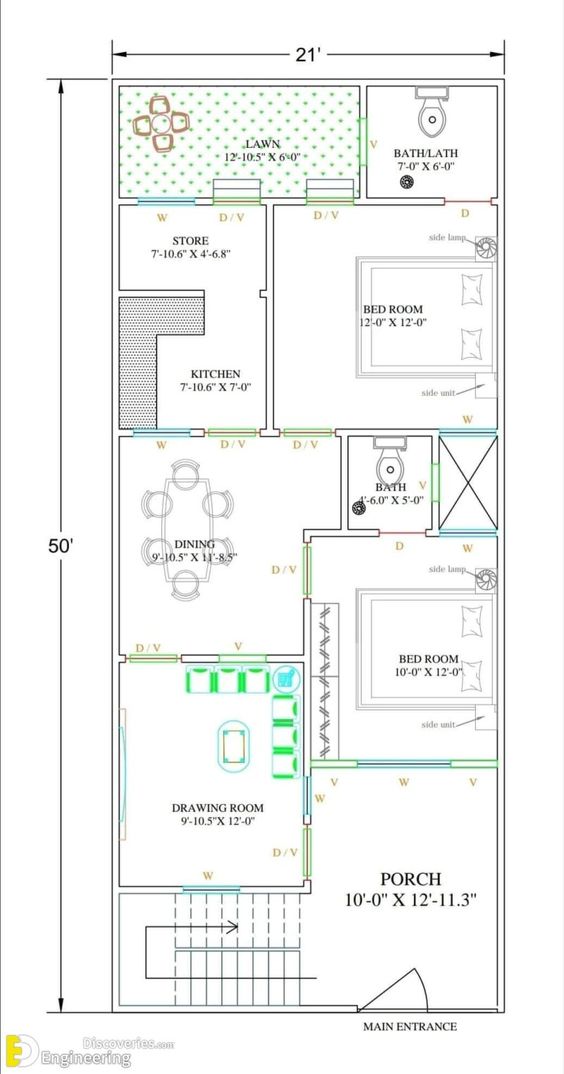 21'
LAWN
12'-10.5" X 6'-0"
V
BATH/LATH
7'-0" X 6'-0"
W
D / V
D / V
D
STORE
7'-10.6" X 4'-6.8"
side lamp
BED ROOM
12'-0" X 12'-0"
KITCHEN
7'-10.6" X 7'-0"
side unit
W
W
D / V
D / V
BATH
4'-6.0" X 5'-0"
V
50'
DINING
9'-10.5" X 11'-8.5"
D
W
D / V
side lamp
D / V
V
BED ROOM
10'-0" X 12'-0"
side unit
V
W
V
W
DRAWING ROOM
9'-10.5"X 12'-0"
D / V
W
PORCH
10'-0" X 12'-11.3"
MAIN ENTRANCE
Discoveries.com
Engineering